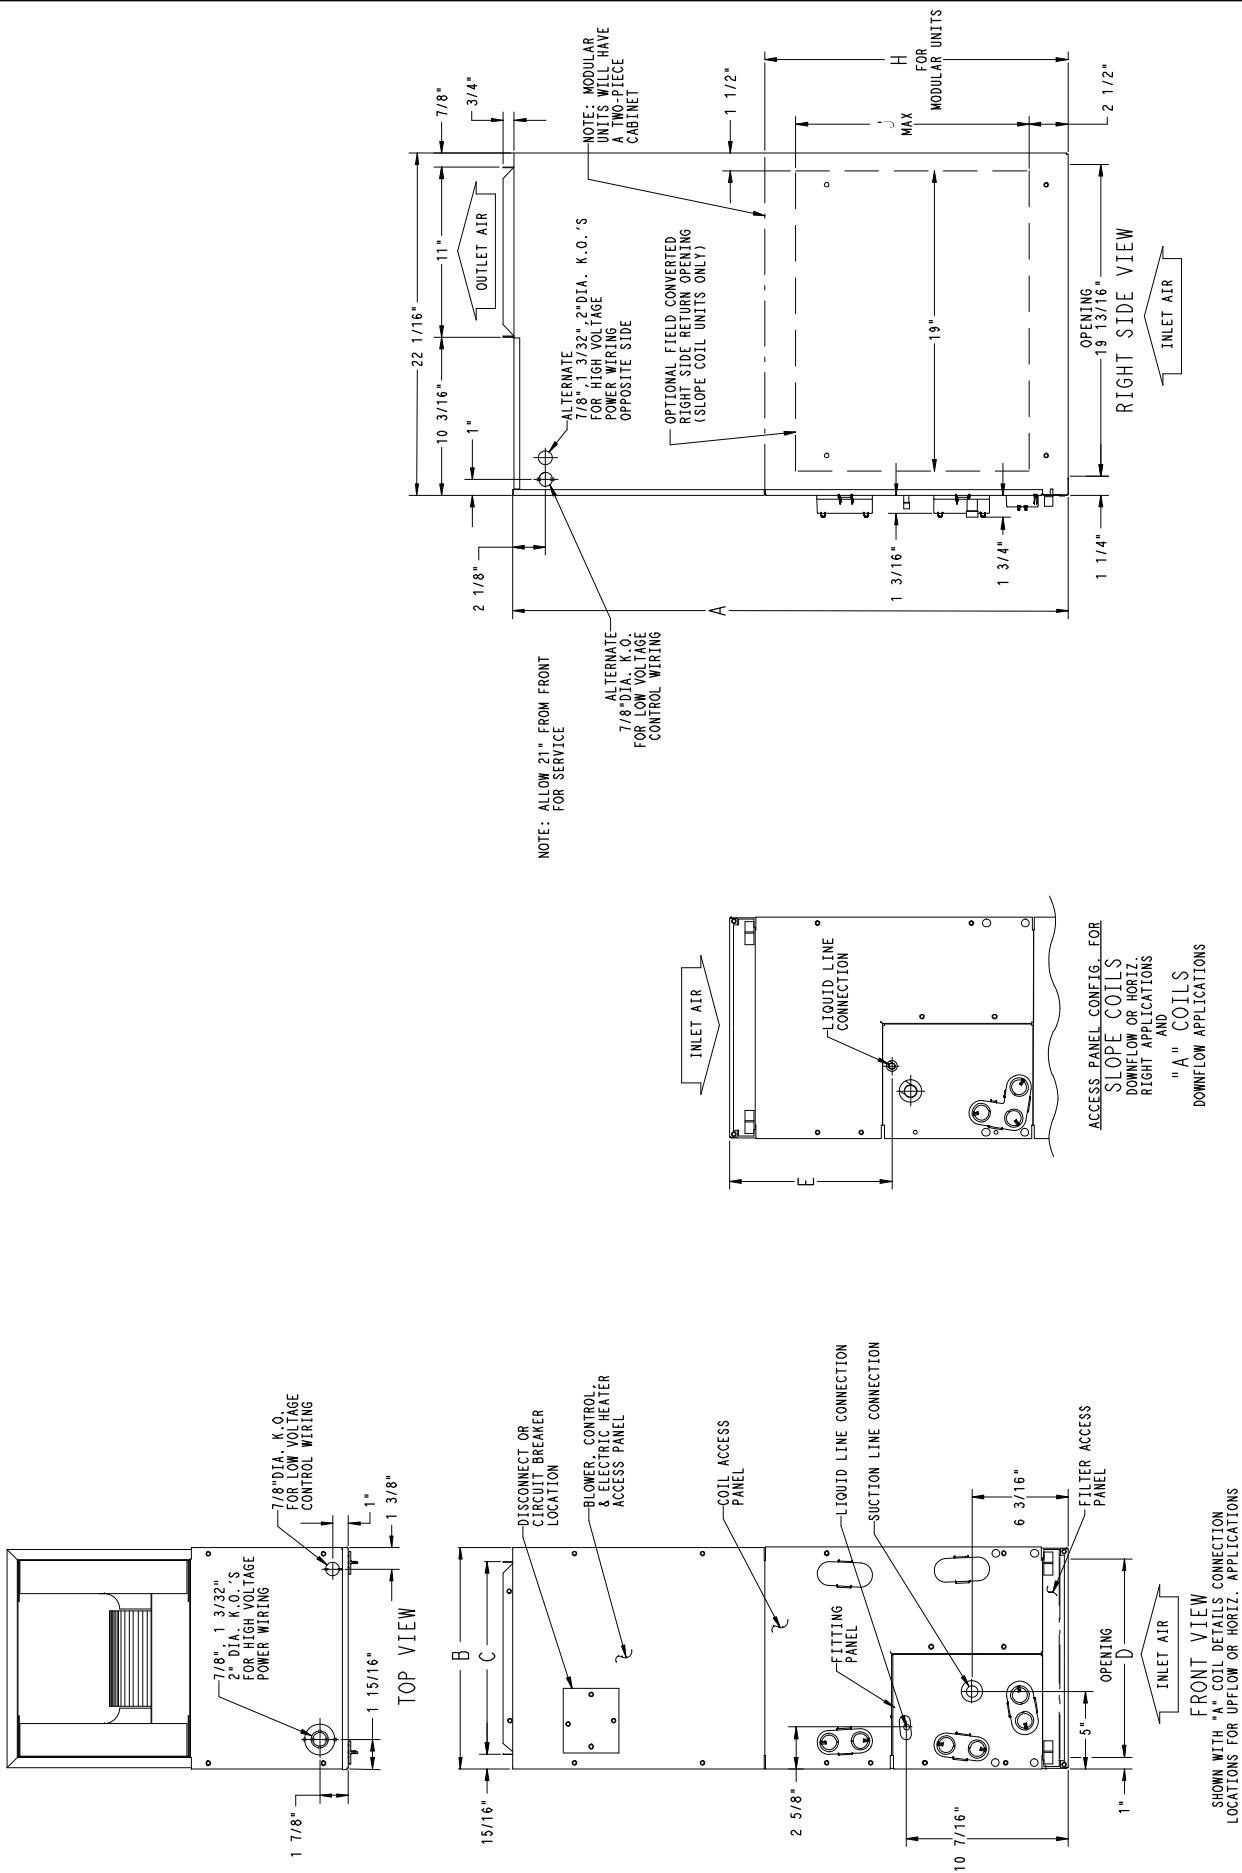 7/8", 1 3/32"
2" DIA. K.O.'S
FOR HIGH VOLTAGE
POWER WIRING
7/8"DIA. K.O.
FOR LOW VOLTAGE
CONTROL WIRING
1 7/8"
1 15/16"
1"
1 3/8"
TOP VIEW
15/16"
B
C
DISCONNECT OR
CIRCUIT BREAKER
LOCATION
BLOWER, CONTROL,
& ELECTRIC HEATER
ACCESS PANEL
COIL ACCESS
PANEL
2 5/8"
FITTING
PANEL
LIQUID LINE CONNECTION
SUCTION LINE CONNECTION
10 7/16"
5"
6 3/16"
FILTER ACCESS
PANEL
1"
OPENING
D
INLET AIR
FRONT VIEW
SHOWN WITH "A" COIL DETAILS CONNECTION
LOCATIONS FOR UPFLOW OR HORIZ. APPLICATIONS
INLET AIR
LIQUID LINE
CONNECTION
E
ACCESS PANEL CONFIG. FOR
SLOPE COILS
DOWNFLOW OR HORIZ.
RIGHT APPLICATIONS
AND
"A" COILS
DOWNFLOW APPLICATIONS
NOTE: ALLOW 21" FROM FRONT
FOR SERVICE
22 1/16"
10 3/16"
11"
7/8"
3/4"
1"
2 1/8"
OUTLET AIR
ALTERNATE
7/8",1 3/32",2"DIA. K.O.'S
FOR HIGH VOLTAGE
POWER WIRING
OPPOSITE SIDE
ALTERNATE
7/8"DIA. K.O.
FOR LOW VOLTAGE
CONTROL WIRING
NOTE: MODULAR
UNITS WILL HAVE
A TWO-PIECE
CABINET
OPTIONAL FIELD CONVERTED
RIGHT SIDE RETURN OPENING
(SLOPE COIL UNITS ONLY)
A
1 1/2"
19"
H
FOR
MODULAR UNITS
J
MAX
2 1/2"
1 3/16"
1 3/4"
1 1/4"
OPENING
19 13/16"
RIGHT SIDE VIEW
INLET AIR